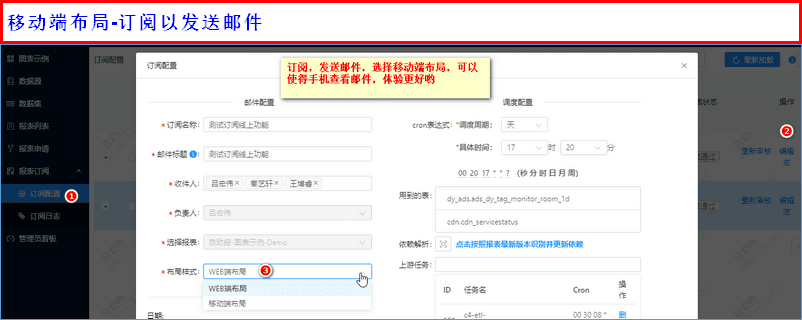 移动端布局-订阅以发送邮件
图表示例
数据源
数据集
报表列表
报表申请
报表订阅
订阅配置
订阅日志
管理员看板
订阅配置
订阅配置
订阅，发送邮件，选择移动端布局，可以
使得手机查看邮件，体验更好哟
重新加载
操作
重新审核 编辑
重新审核 编辑
邮件配置
* 订阅名称: 测试订阅线上功能
* 邮件标题 : 测试订阅线上功能
* 收件人: 吕宏伟 × 秦艺轩 × 王博睿 ×
* 负责人: 吕宏伟
* 选择报表: 自助报-图表示例-Demo
* 布局样式: WEB端布局
WEB端布局
移动端布局
日期:
调度配置
cron表达式: *调度周期: 天
*具体时间: 17 时 20 分
00 20 17 * * ? (秒 分 时 日 月 周)
用到的表:
dy_ads.ads_dy_tag_monitor_room_1d
cdn.cdn_servicestatus
依赖解析: 点击按照报表最新版本识别并更新依赖
上游任务:
ID 任务名 Cron 操作
c4-etl- 00 30 08 * 删
1
2
3